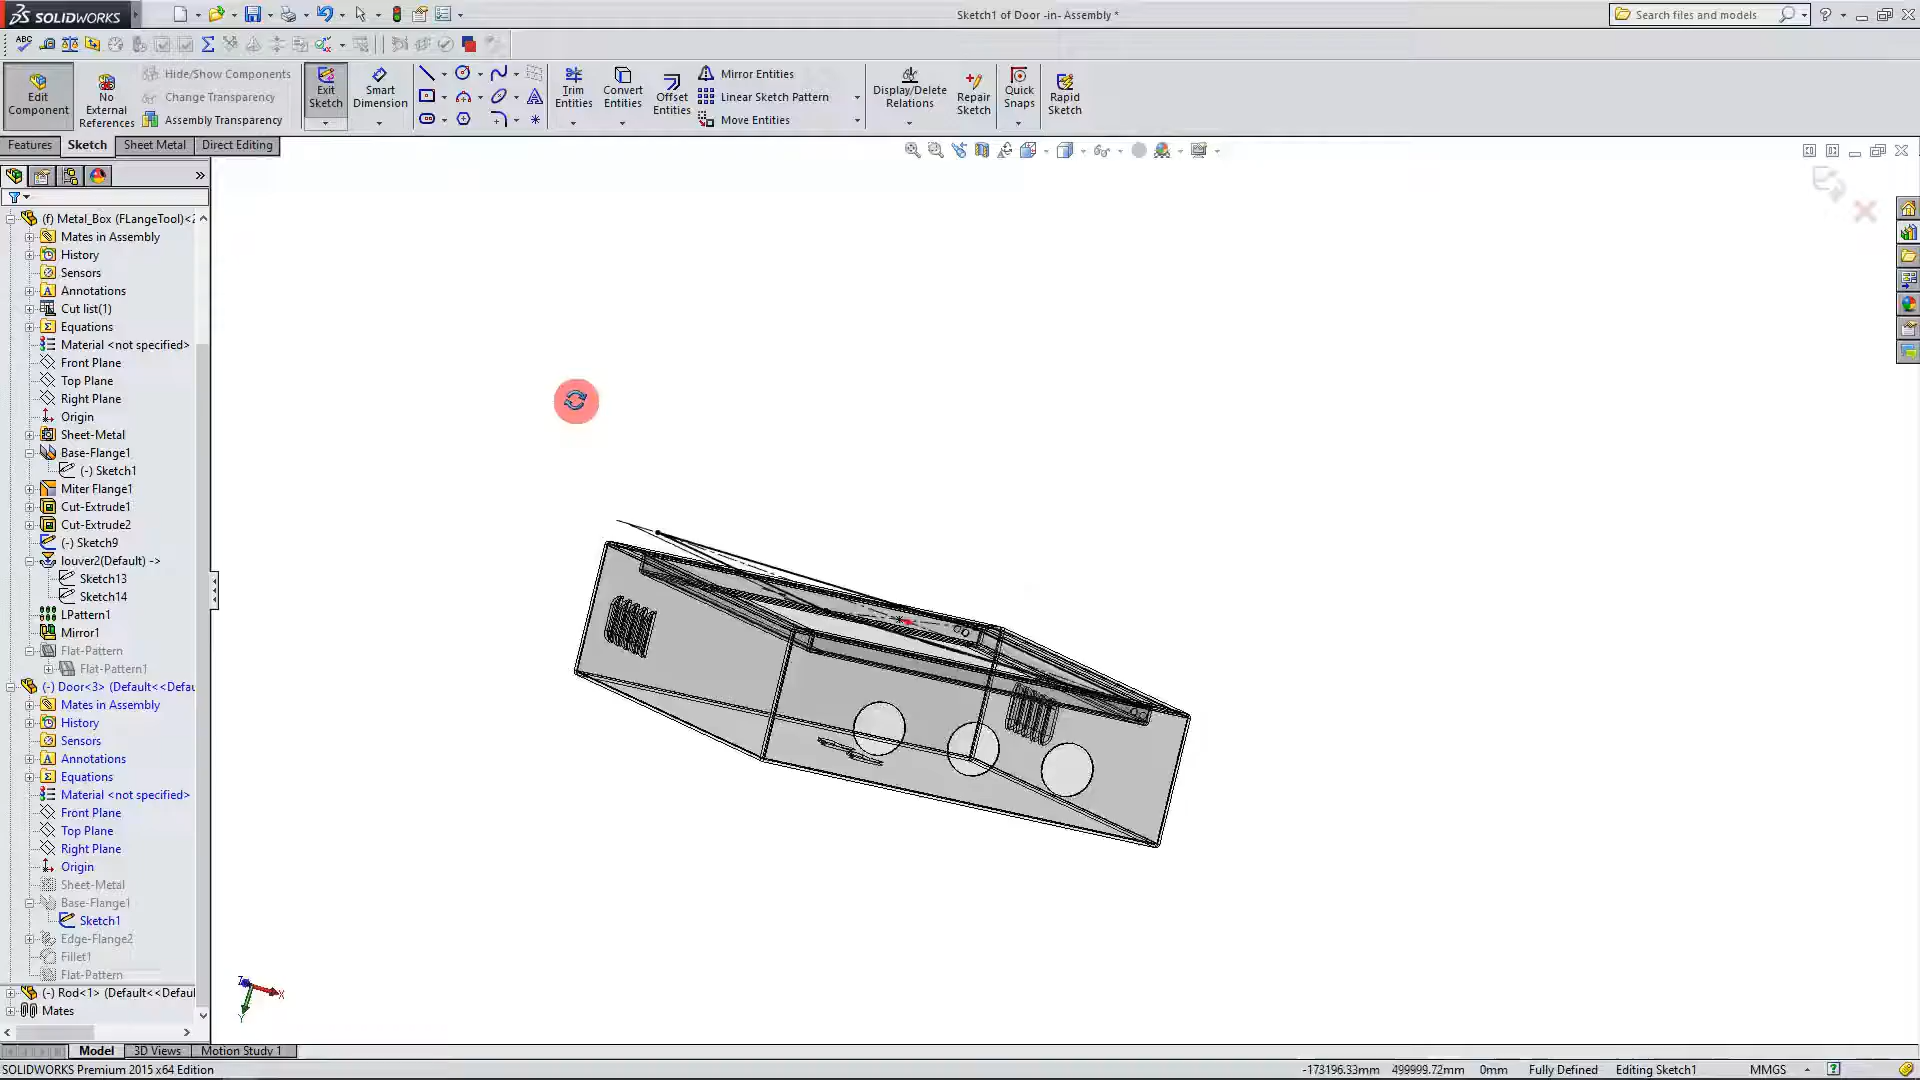 SOLIDWORKS
Sketch1 of Door -in- Assembly *
Search files and models
ABC
Edit Component
No External References
Hide/Show Components
Change Transparency
Assembly Transparency
Exit Sketch
Smart Dimension
Trim Entities
Convert Entities
Offset Entities
Mirror Entities
Linear Sketch Pattern
Move Entities
Display/Delete Relations
Repair Sketch
Quick Snaps
Rapid Sketch
Features
Sketch
Sheet Metal
Direct Editing
(f) Metal_Box (FLangeTool)<2
Mates in Assembly
History
Sensors
Annotations
Cut list(1)
Equations
Material <not specified>
Front Plane
Top Plane
Right Plane
Origin
Sheet-Metal
Base-Flange1
(-) Sketch1
Miter Flange1
Cut-Extrude1
Cut-Extrude2
(-) Sketch9
louver2(Default) ->
Sketch13
Sketch14
LPattern1
Mirror1
Flat-Pattern
Flat-Pattern1
(-) Door<3> (Default<<Defau
Mates in Assembly
History
Sensors
Annotations
Equations
Material <not specified>
Front Plane
Top Plane
Right Plane
Origin
Sheet-Metal
Base-Flange1
Sketch1
Edge-Flange2
Fillet1
Flat-Pattern
(-) Rod<1> (Default<<Defaul
Mates
Z
X
Y
Model
3D Views
Motion Study 1
SOLIDWORKS Premium 2015 x64 Edition
-173196.33mm
499999.72mm
0mm
Fully Defined
Editing Sketch1
MMGS